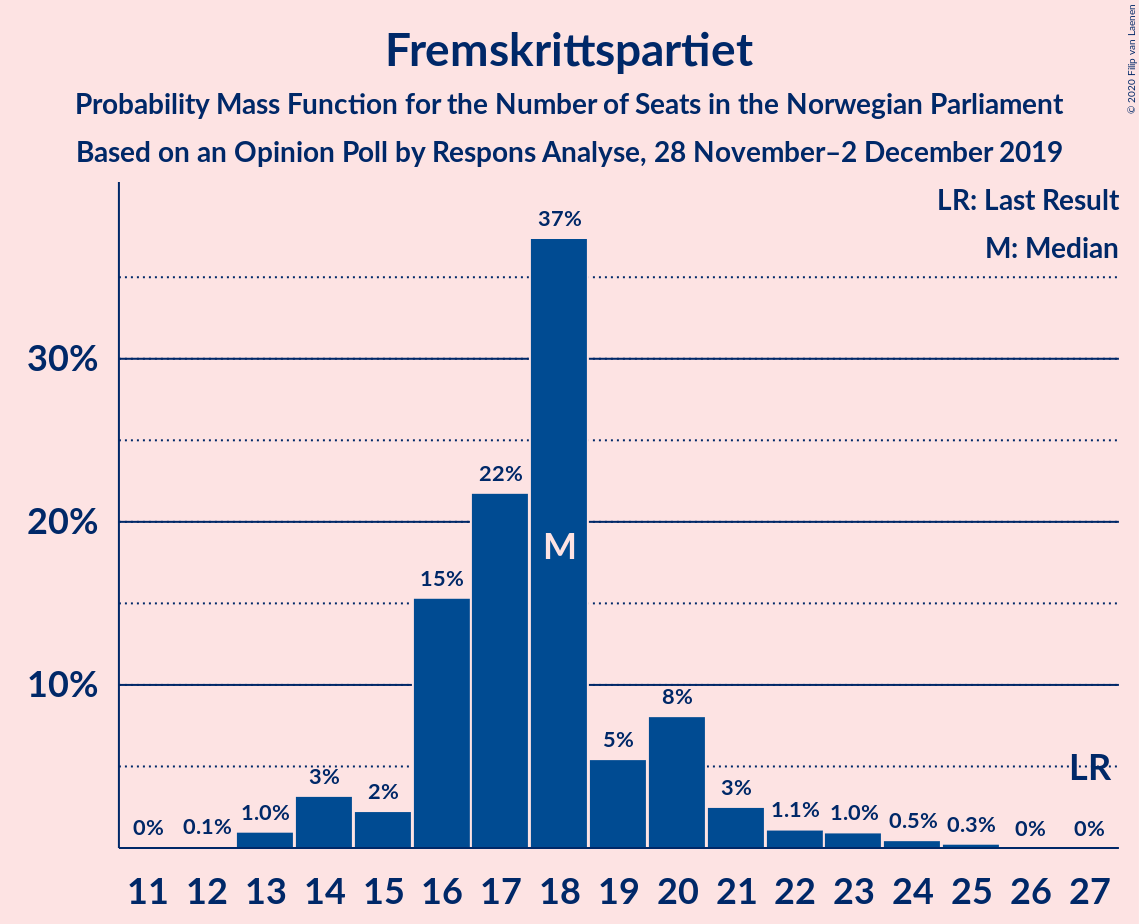 Fremskrittspartiet
Probability Mass Function for the Number of Seats in the Norwegian Parliament
Based on an Opinion Poll by Respons Analyse, 28 November–2 December 2019
© 2020 Filip van Laenen
LR: Last Result
M: Median
30%
20%
10%
0% 0.1% 1.0% 3% 2% 15% 22% 37% 5% 8% 3% 1.1% 1.0% 0.5% 0.3% 0% 0%
M
LR
11 12 13 14 15 16 17 18 19 20 21 22 23 24 25 26 27